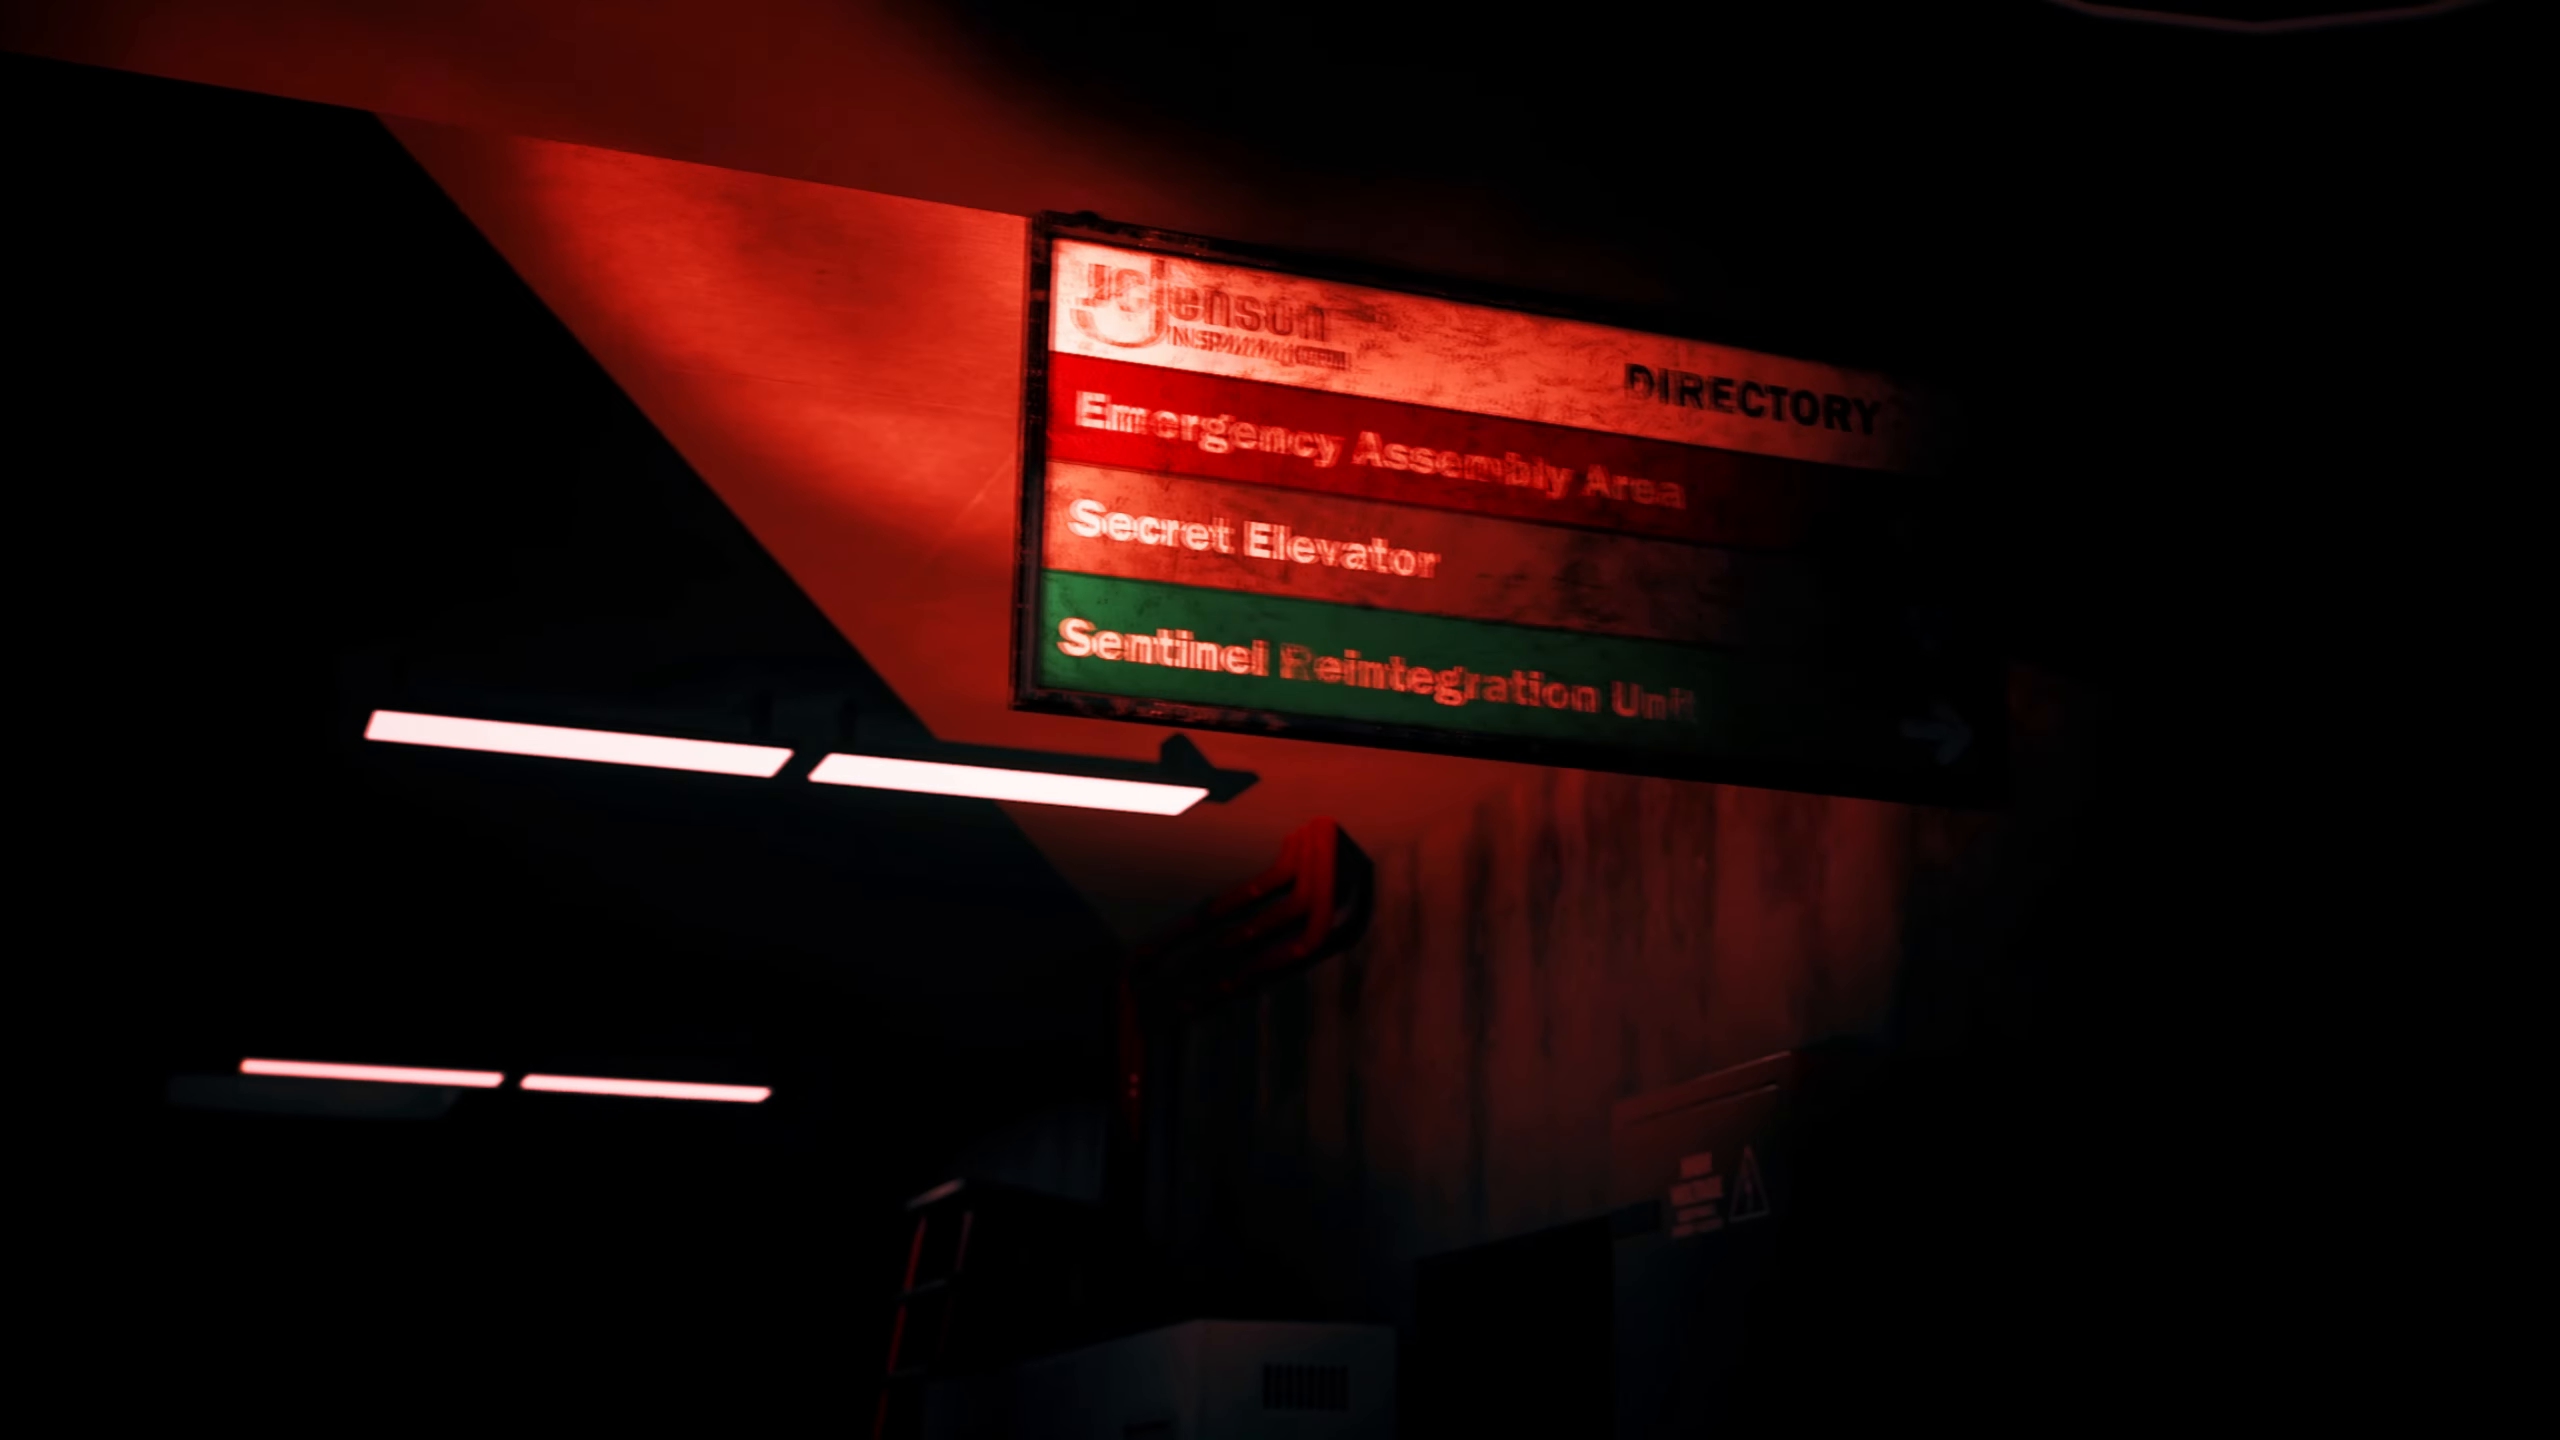 JCJenson
DIRECTORY
Emergency Assembly Area
Secret Elevator
Sentinel Reintegration Unit